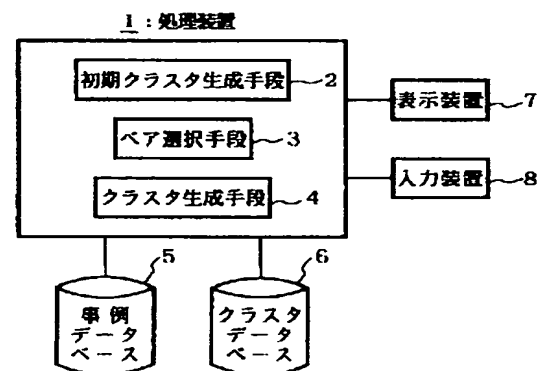 1 : 処理装置
初期クラスタ生成手段 2
ペア選択手段 3
クラスタ生成手段 4
表示装置 7
入力装置 8
5
事例
データ
ベース
6
クラスタ
データ
ベース